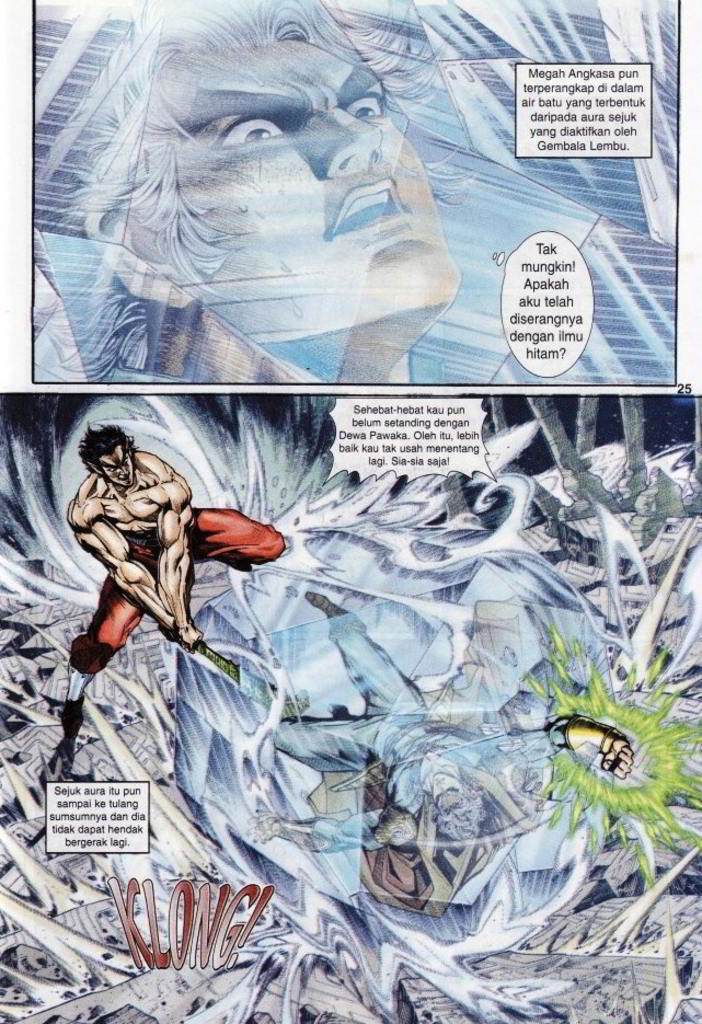 Megah Angkasa pun
terperangkap di dalam
air batu yang terbentuk
daripada aura sejuk
yang diaktifkan oleh
Gembala Lembu.
Tak
mungkin!
Apakah
aku telah
diserangnya
dengan ilmu
hitam?
25
Sehebat-hebat kau pun
belum setanding dengan
Dewa Pawaka. Oleh itu, lebih
baik kau tak usah menentang
lagi. Sia-sia saja!
Sejuk aura itu pun
sampai ke tulang
sumsumnya dan dia
tidak dapat hendak
bergerak lagi.
KLONG!